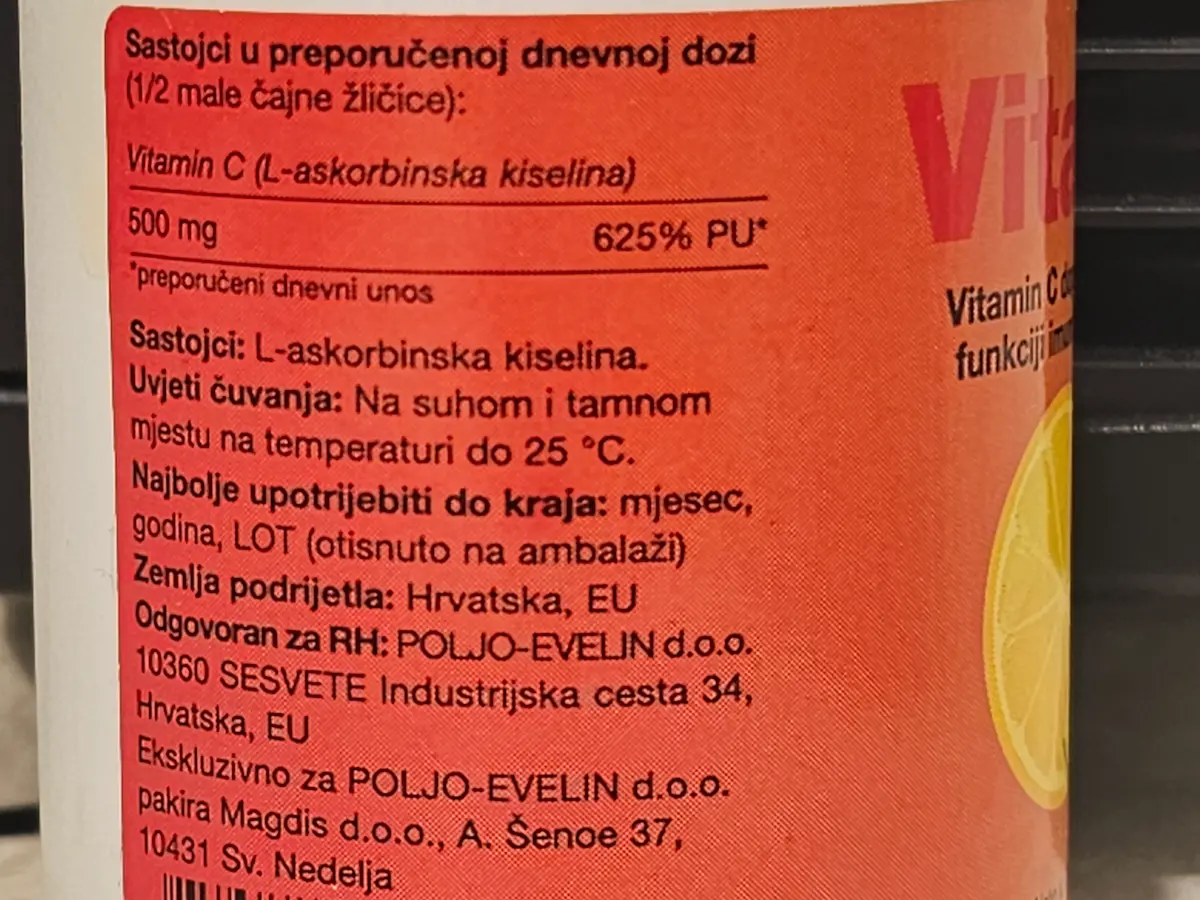 Sastojci u preporučenoj dnevnoj dozi
(1/2 male čajne žličice):
Vitamin C (L-askorbinska kiselina)
500 mg 625% PU*
*preporučeni dnevni unos
Sastojci: L-askorbinska kiselina.
Uvjeti čuvanja: Na suhom i tamnom
mjestu na temperaturi do 25 °C.
Najbolje upotrijebiti do kraja: mjesec,
godina, LOT (otisnuto na ambalaži)
Zemlja podrijetla: Hrvatska, EU
Odgovoran za RH: POLJO-EVELIN d.o.o.
10360 SESVETE Industrijska cesta 34,
Hrvatska, EU
Ekskluzivno za POLJO-EVELIN d.o.o.
pakira Magdis d.o.o., A. Šenoe 37,
10431 Sv. Nedelja
Vita
Vitamin C
funkciji